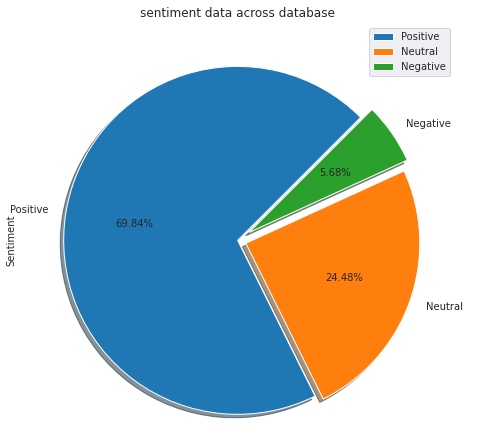 sentiment data across database
Positive
Neutral
Negative
Negative
5.68%
Positive
69.84%
Sentiment
24.48%
Neutral